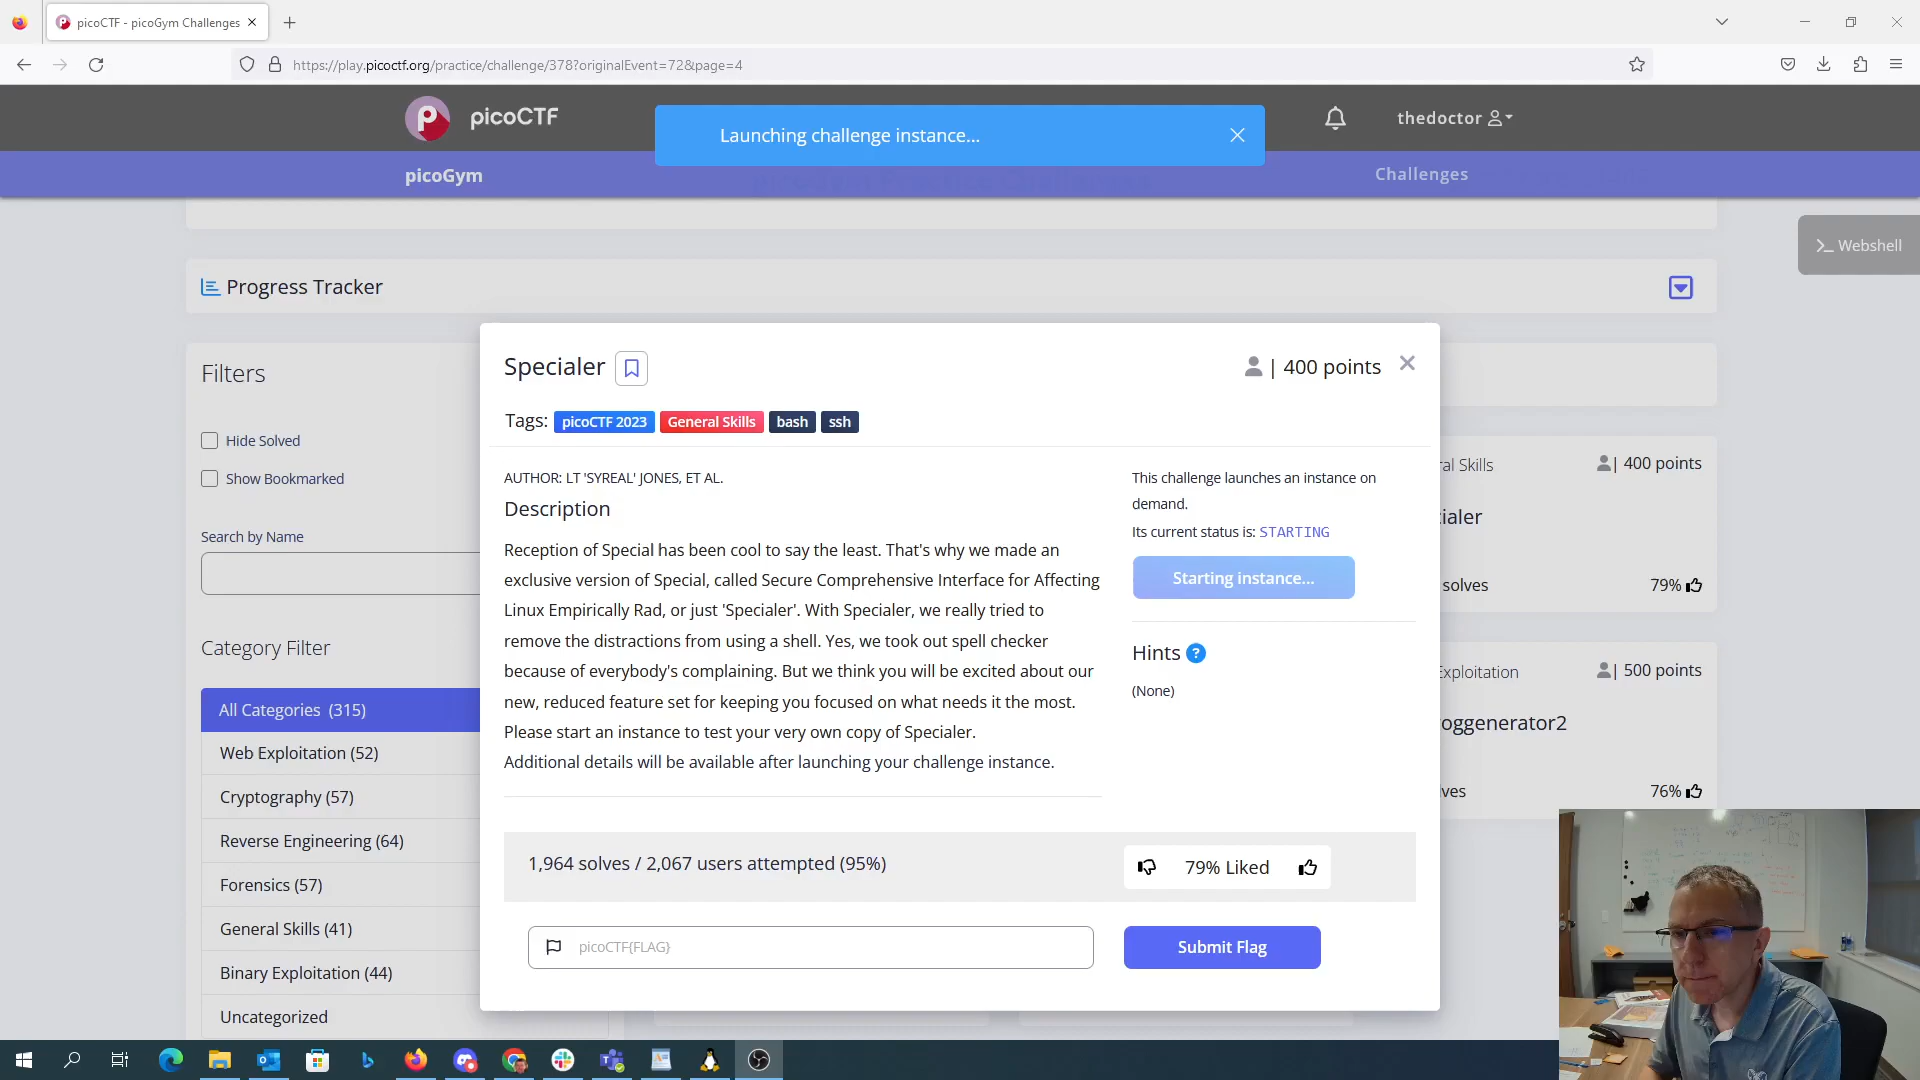 picoCTF - picoGym Challenges
https://play.picoctf.org/practice/challenge/378?originalEvent=72&page=4
picoCTF
Launching challenge instance...
thedoctor
picoGym
Challenges
Webshell
Progress Tracker
Filters
Hide Solved
Show Bookmarked
Search by Name
Category Filter
All Categories (315)
Web Exploitation (52)
Cryptography (57)
Reverse Engineering (64)
Forensics (57)
General Skills (41)
Binary Exploitation (44)
Uncategorized
Specialer
| 400 points
Tags: picoCTF 2023 General Skills bash ssh
AUTHOR: LT 'SYREAL' JONES, ET AL.
Description
Reception of Special has been cool to say the least. That's why we made an
exclusive version of Special, called Secure Comprehensive Interface for Affecting
Linux Empirically Rad, or just 'Specialer'. With Specialer, we really tried to
remove the distractions from using a shell. Yes, we took out spell checker
because of everybody's complaining. But we think you will be excited about our
new, reduced feature set for keeping you focused on what needs it the most.
Please start an instance to test your very own copy of Specialer.
Additional details will be available after launching your challenge instance.
This challenge launches an instance on
demand.
Its current status is: STARTING
Starting instance...
Hints ?
(None)
1,964 solves / 2,067 users attempted (95%)
79% Liked
picoCTF{FLAG}
Submit Flag
ral Skills
| 400 points
cialer
solves
79%
Exploitation
| 500 points
roggenerator2
lves
76%